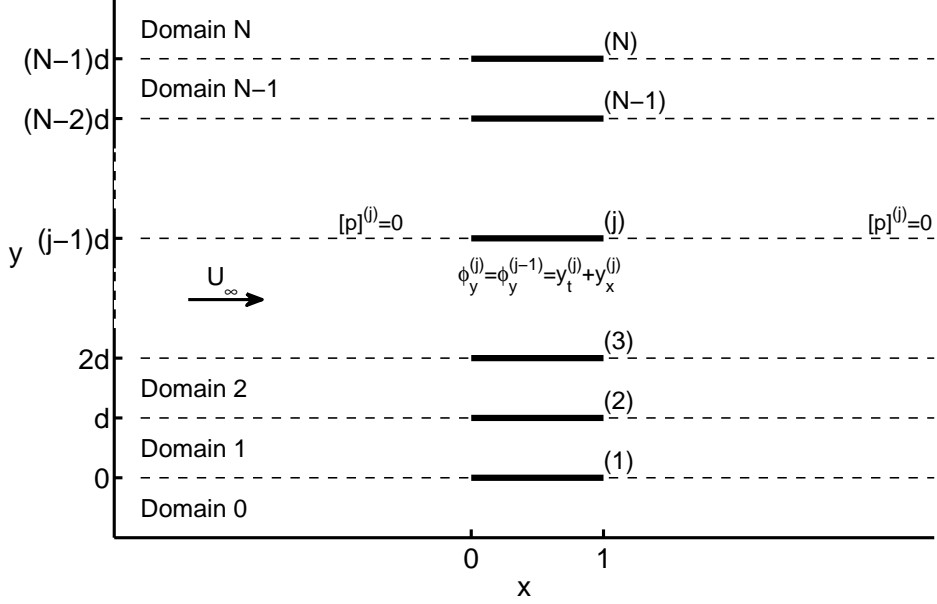 Domain N
(N)
(N−1)d
Domain N−1
(N−1)
(N−2)d
[p]^(j)=0
(j)
[p]^(j)=0
y
(j−1)d
ϕ_y^(j)=ϕ_y^(j−1)=y_t^(j)+y_x^(j)
U_∞
(3)
2d
Domain 2
(2)
d
Domain 1
(1)
0
Domain 0
0
1
x